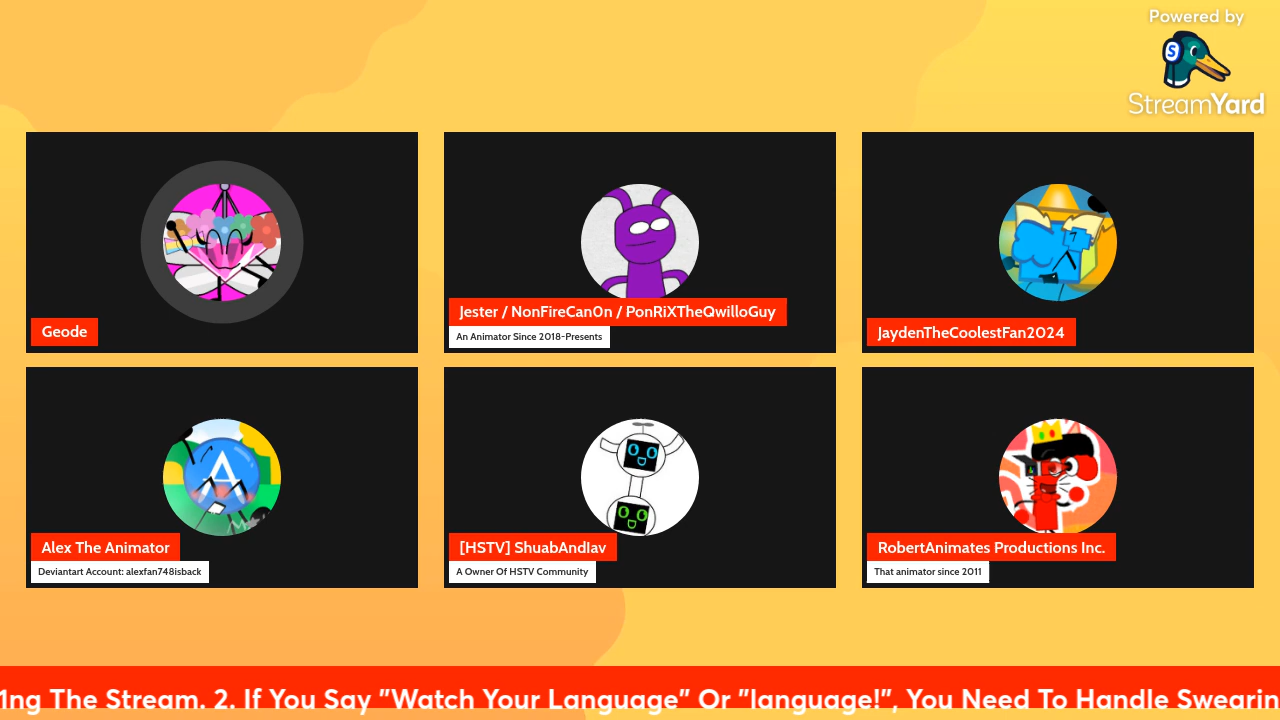 Powered by
S
StreamYard
Geode
Jester / NonFireCan0n / PonRiXTheQwilloGuy
An Animator Since 2018-Presents
JaydenTheCoolestFan2024
A
Alex The Animator
Deviantart Account: alexfan748isback
[HSTV] ShuabAndIav
A Owner Of HSTV Community
RobertAnimates Productions Inc.
That animator since 2011
1ng The Stream. 2. If You Say "Watch Your Language" Or "language!", You Need To Handle Swearin